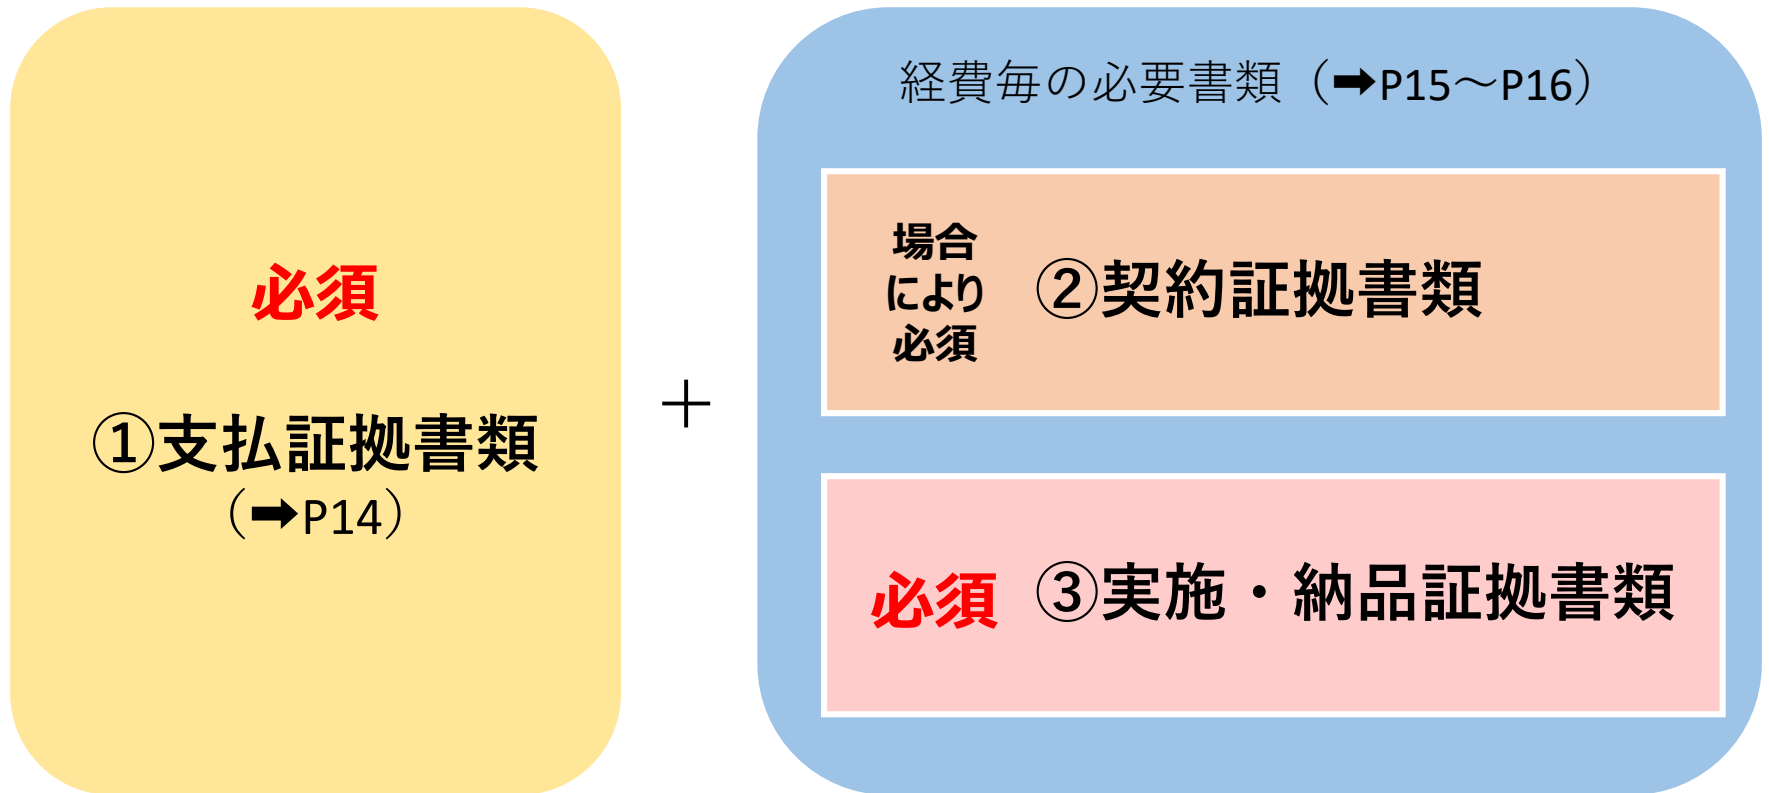 必須
①支払証拠書類
（➡P14）
＋
経費毎の必要書類（➡P15～P16）
場合
により
必須
②契約証拠書類
必須
③実施・納品証拠書類